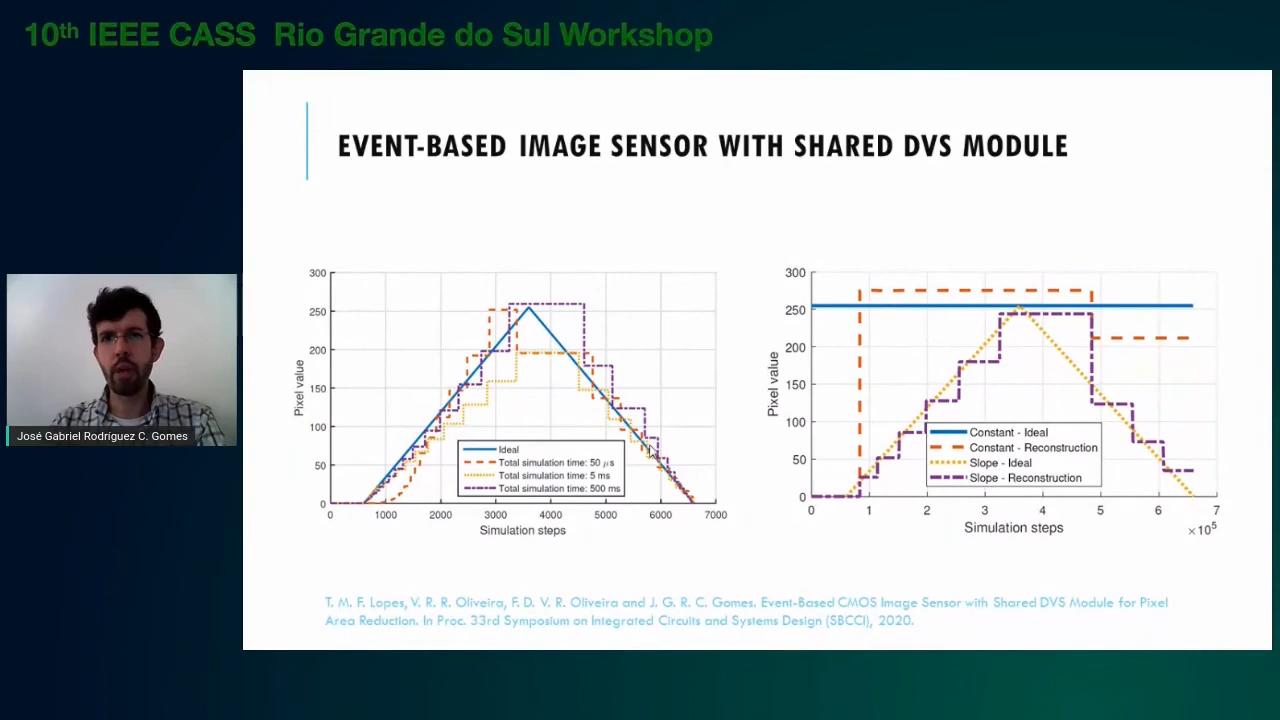 10th IEEE CASS Rio Grande do Sul Workshop
EVENT-BASED IMAGE SENSOR WITH SHARED DVS MODULE
300
250
200
150
100
50
0
Pixel value
0 1000 2000 3000 4000 5000 6000 7000
Simulation steps
Ideal
Total simulation time: 50 μs
Total simulation time: 5 ms
Total simulation time: 500 ms
300
250
200
150
100
50
0
Pixel value
0 1 2 3 4 5 6 7
Simulation steps
×10⁵
Constant - Ideal
Constant - Reconstruction
Slope - Ideal
Slope - Reconstruction
José Gabriel Rodríguez C. Gomes
T. M. F. Lopes, V. R. R. Oliveira, F. D. V. R. Oliveira and J. G. R. C. Gomes. Event-Based CMOS Image Sensor with Shared DVS Module for Pixel
Area Reduction. In Proc. 33rd Symposium on Integrated Circuits and Systems Design (SBCCI), 2020.